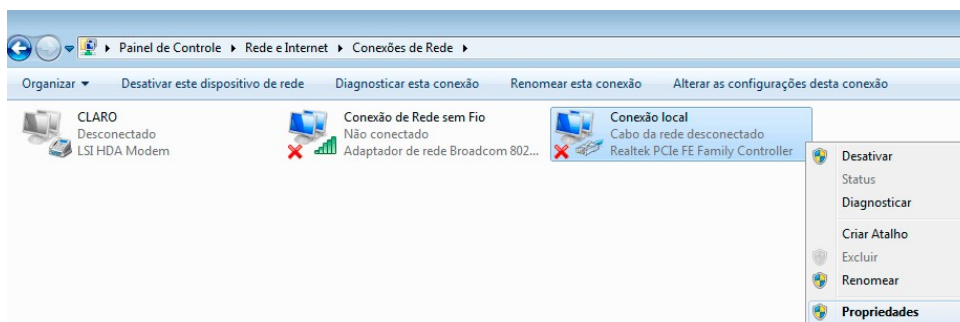 Painel de Controle ▸ Rede e Internet ▸ Conexões de Rede ▸
Organizar ▾ Desativar este dispositivo de rede Diagnosticar esta conexão Renomear esta conexão Alterar as configurações desta conexão
CLARO
Desconectado
LSI HDA Modem
Conexão de Rede sem Fio
Não conectado
Adaptador de rede Broadcom 802...
Conexão local
Cabo da rede desconectado
Realtek PCIe FE Family Controller
Desativar
Status
Diagnosticar
Criar Atalho
Excluir
Renomear
Propriedades